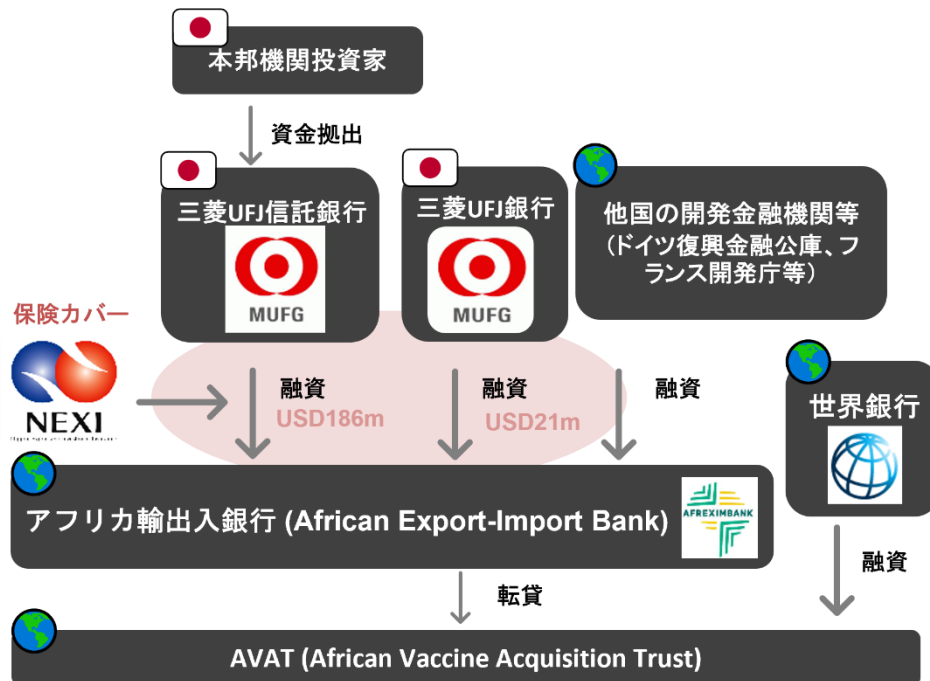 本邦機関投資家
資金拠出
三菱UFJ信託銀行
MUFG
三菱UFJ銀行
MUFG
他国の開発金融機関等
（ドイツ復興金融公庫、フ
ランス開発庁等）
保険カバー
NEXI
融資
USD186m
融資
USD21m
融資
世界銀行
アフリカ輸出入銀行 (African Export-Import Bank)
AFREXIMBANK
転貸
融資
AVAT (African Vaccine Acquisition Trust)